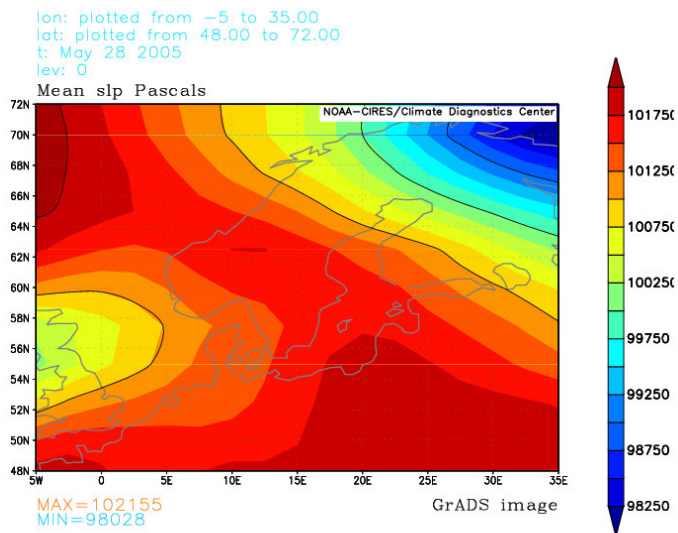 lon: plotted from -5 to 35.00
lat: plotted from 48.00 to 72.00
t: May 28 2005
lev: 0
Mean slp Pascals
NOAA-CIRES/Climate Diagnostics Center
72N
70N
68N
66N
64N
62N
60N
58N
56N
54N
52N
50N
48N
5W 0 5E 10E 15E 20E 25E 30E 35E
101750
101250
100750
100250
99750
99250
98750
98250
MAX=102155
MIN=98028
GrADS image